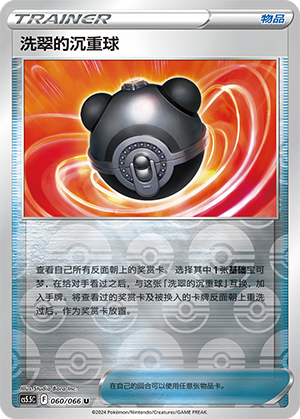 TRAINER
物品
洗翠的沉重球
查看自己所有反面朝上的奖赏卡。选择其中1张基础宝可
梦，在给对手看过之后，与这张「洗翠的沉重球」互换，加
入手牌。将查看过的奖赏卡及被换入的卡牌反面朝上重洗
过后，作为奖赏卡放置。
Illus. Studio Bora Inc.
CS5.5C F 060/066 U
在自己的回合可以使用任意张物品卡。
©2024 Pokémon/Nintendo/Creatures/GAME FREAK.